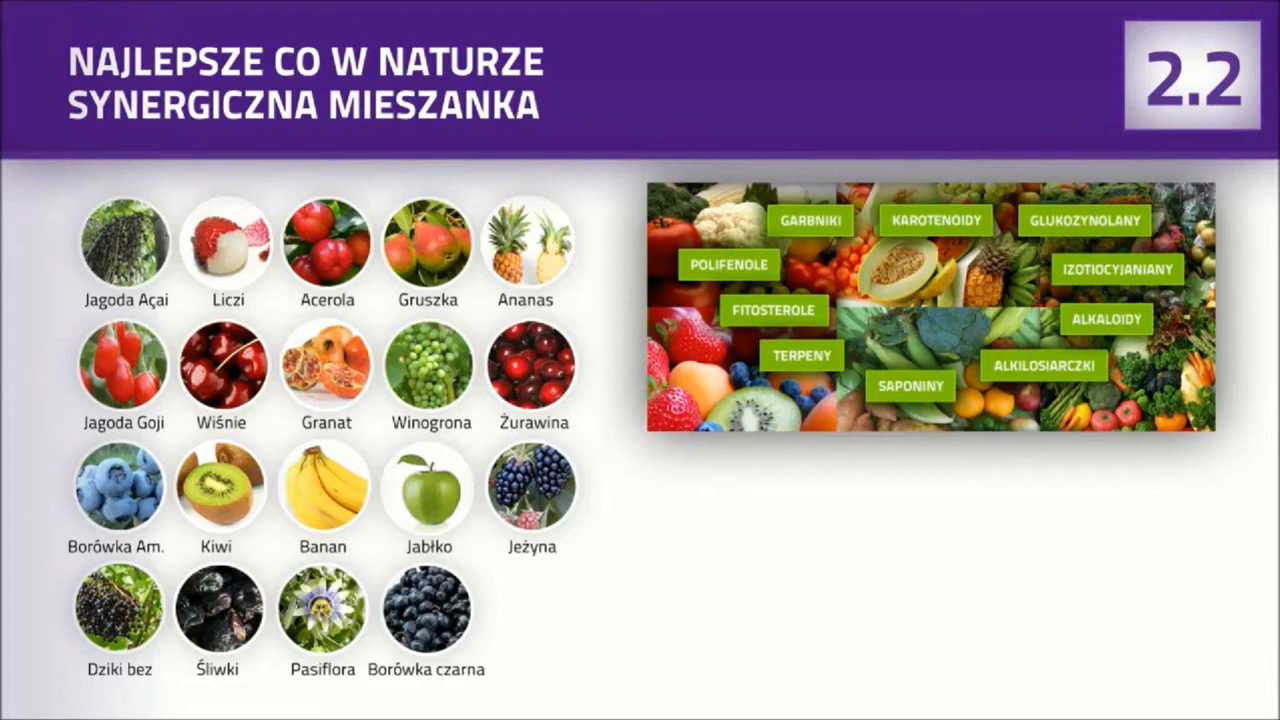 NAJLEPSZE CO W NATURZE
SYNERGICZNA MIESZANKA
2.2
Jagoda Açai
Liczi
Acerola
Gruszka
Ananas
Jagoda Goji
Wiśnie
Granat
Winogrona
Żurawina
Borówka Am.
Kiwi
Banan
Jabłko
Jeżyna
Dziki bez
Śliwki
Pasiflora
Borówka czarna
GARBNIKI
KAROTENOIDY
GLUKOZYNOLANY
POLIFENOLE
IZOTIOCYJANIANY
FITOSTEROLE
ALKALOIDY
TERPENY
ALKILOSIARCZKI
SAPONINY